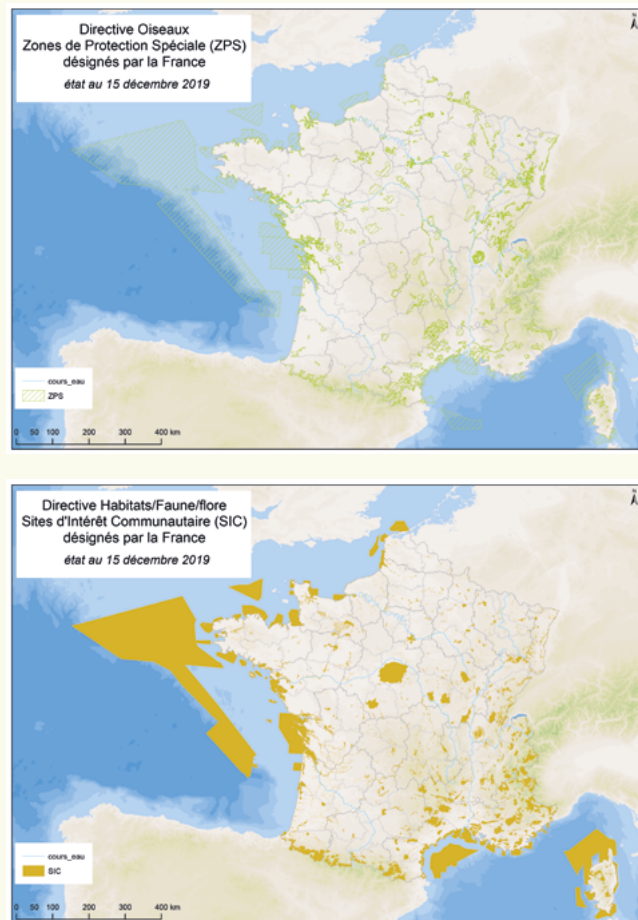 Directive Oiseaux
Zones de Protection Spéciale (ZPS)
désignés par la France
état au 15 décembre 2019
N
cours_eau
ZPS
0 50 100 200 300 400 km
Directive Habitats/Faune/flore
Sites d'Intérêt Communautaire (SIC)
désignés par la France
état au 15 décembre 2019
N
cours_eau
SIC
0 50 100 200 300 400 km